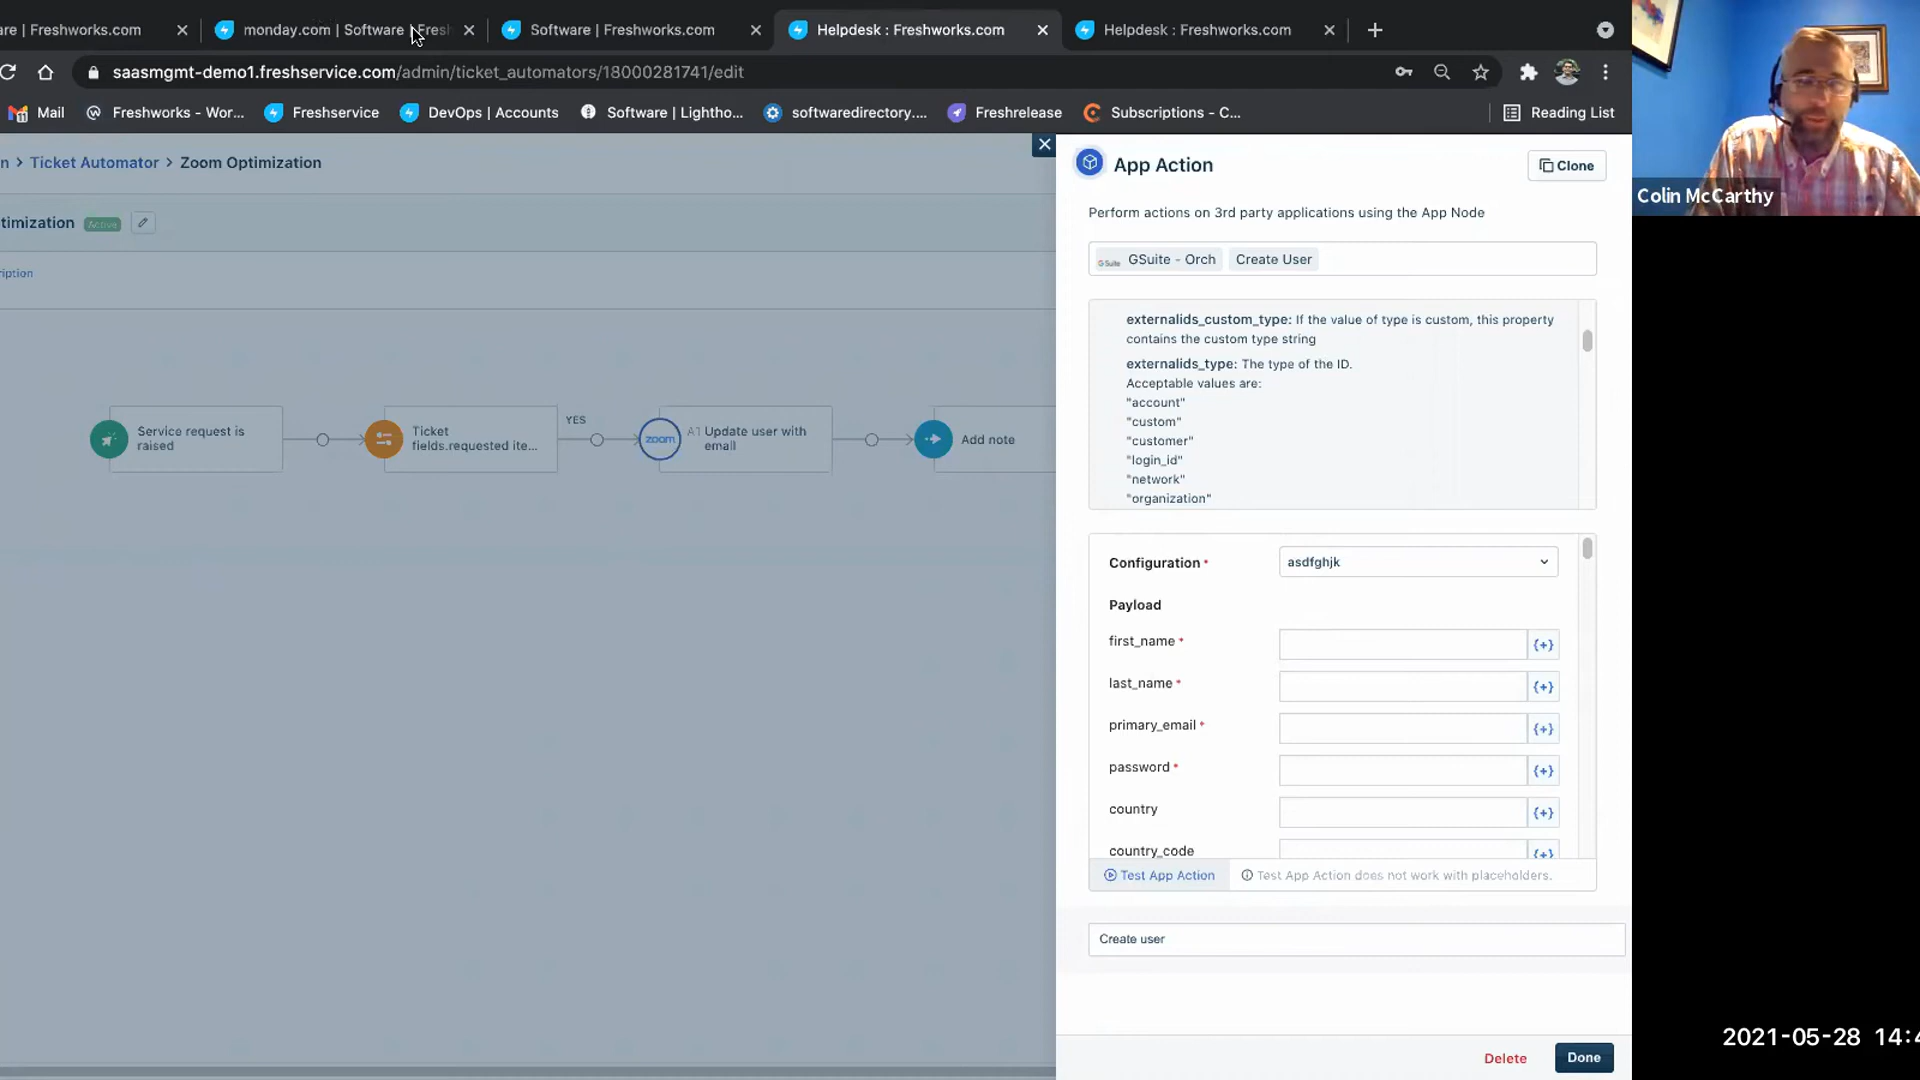 are | Freshworks.com
monday.com | Software | Fresh
Software | Freshworks.com
Helpdesk : Freshworks.com
Helpdesk : Freshworks.com
saasmgmt-demo1.freshservice.com/admin/ticket_automators/18000281741/edit
Mail
Freshworks - Wor...
Freshservice
DevOps | Accounts
Software | Lightho...
softwaredirectory....
Freshrelease
Subscriptions - C...
Reading List
n > Ticket Automator > Zoom Optimization
timization Active
ription
Service request is
raised
Ticket
fields.requested ite...
YES
zoom
Update user with
email
Add note
App Action
Clone
Perform actions on 3rd party applications using the App Node
G Suite GSuite - Orch Create User
externalids_custom_type: If the value of type is custom, this property
contains the custom type string
externalids_type: The type of the ID.
Acceptable values are:
"account"
"custom"
"customer"
"login_id"
"network"
"organization"
Configuration * asdfghjk
Payload
first_name * {+}
last_name * {+}
primary_email * {+}
password * {+}
country {+}
country_code {+}
Test App Action
Test App Action does not work with placeholders.
Create user
Delete
Done
Colin McCarthy
2021-05-28 14:4